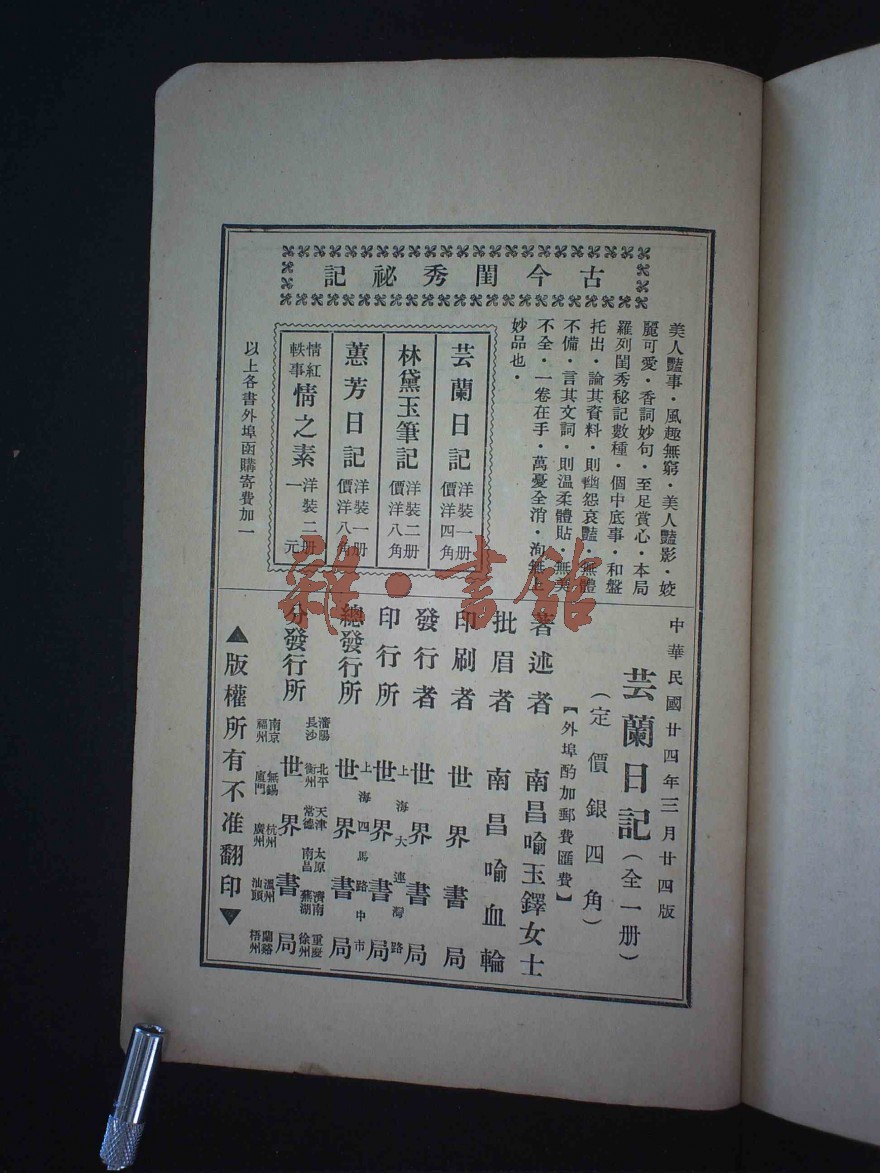 古今閨秀祕記
美人豔事·風趣無窮·美人豔影·姣
麗可愛·香詞妙句·至足賞心·本局
羅列閨秀秘記數種·個中底事·和盤
托出·論其資料·則幽怨哀豔·無體
不備·言其文詞·則温柔體貼·無美
不全·一卷在手·萬憂全消·洵無上
妙品也·
芸蘭日記 洋裝一册 價洋四角
林黛玉筆記 洋裝二册 價洋八角
蕙芳日記 洋裝一册 價洋八角
情紅軼事 情之素 洋裝二册 一元
以上各書外埠函購寄費加一
中華民國廿四年三月廿四版
芸蘭日記(全一册)
(定價銀四角)
【外埠酌加郵費匯費】
著述者 南昌喻玉鐸女士
批眉者 南昌喻血輪
印刷者 世界書局
發行者 世界書局
印行所 上海大連灣路 世界書局
總發行所 上海四馬路中市 世界書局
分發行所 世界書局
瀋陽 北平 天津 太原 濟南 重慶
長沙 衡州 常德 南昌 蕪湖 徐州
南京 無錫 杭州 溫州 蘭谿
福州 廈門 廣州 汕頭 梧州
▲版權所有不准翻印▼
雜·書館